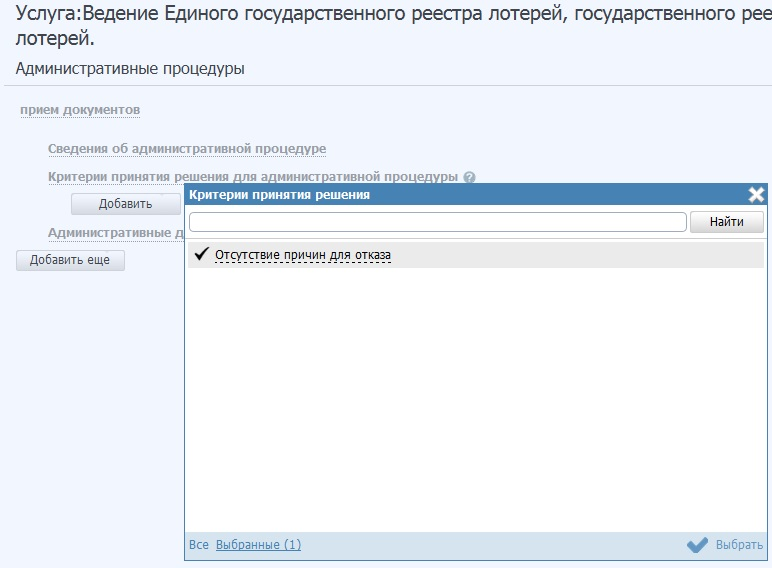 Услуга:Ведение Единого государственного реестра лотерей, государственного рее
лотерей.
Административные процедуры
прием документов
Сведения об административной процедуре
Критерии принятия решения для административной процедуры ?
Добавить
Критерии принятия решения
Найти
Административные д
Добавить еще
Отсутствие причин для отказа
Все Выбранные (1)
Выбрать